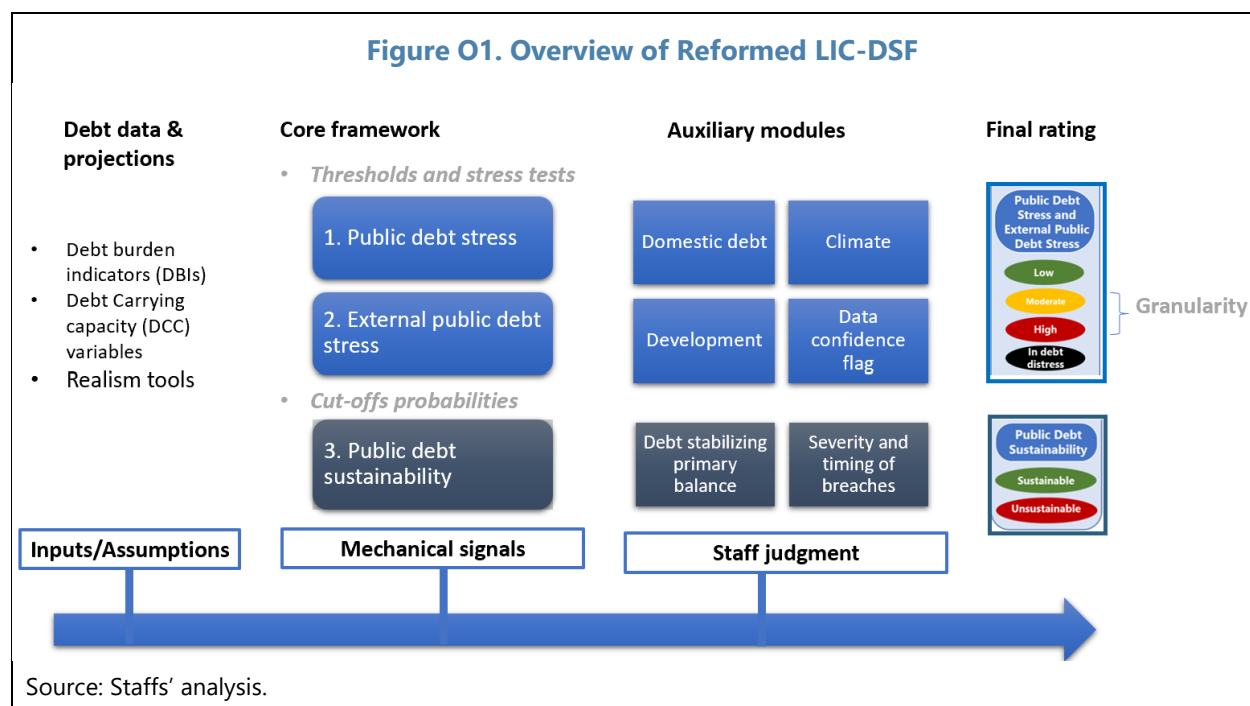 Figure O1. Overview of Reformed LIC-DSF
Debt data &
projections
• Debt burden
indicators (DBIs)
• Debt Carrying
capacity (DCC)
variables
• Realism tools
Core framework
• Thresholds and stress tests
1. Public debt stress
2. External public debt
stress
• Cut-offs probabilities
3. Public debt
sustainability
Auxiliary modules
Domestic debt
Climate
Development
Data
confidence
flag
Debt stabilizing
primary
balance
Severity and
timing of
breaches
Final rating
Public Debt
Stress and
External Public
Debt Stress
Low
Moderate
High
In debt
distress
Granularity
Public Debt
Sustainability
Sustainable
Unsustainable
Inputs/Assumptions
Mechanical signals
Staff judgment
Source: Staffs’ analysis.